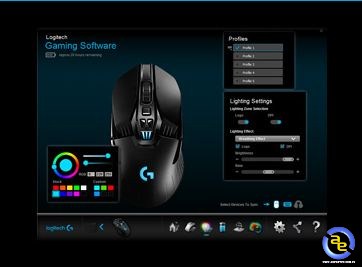 Logitech
Gaming Software
approx 28 hours remaining
Profiles
Profile 1
Profile 2
Profile 3
Profile 4
Profile 5
Lighting Settings
Lighting Zone Selection
Logo
DPI
Lighting Effect
Breathing Effect
Logo
DPI
Brightness
Rate
RGB
Stock
Custom
Select Devices To Sync
logitech G
?